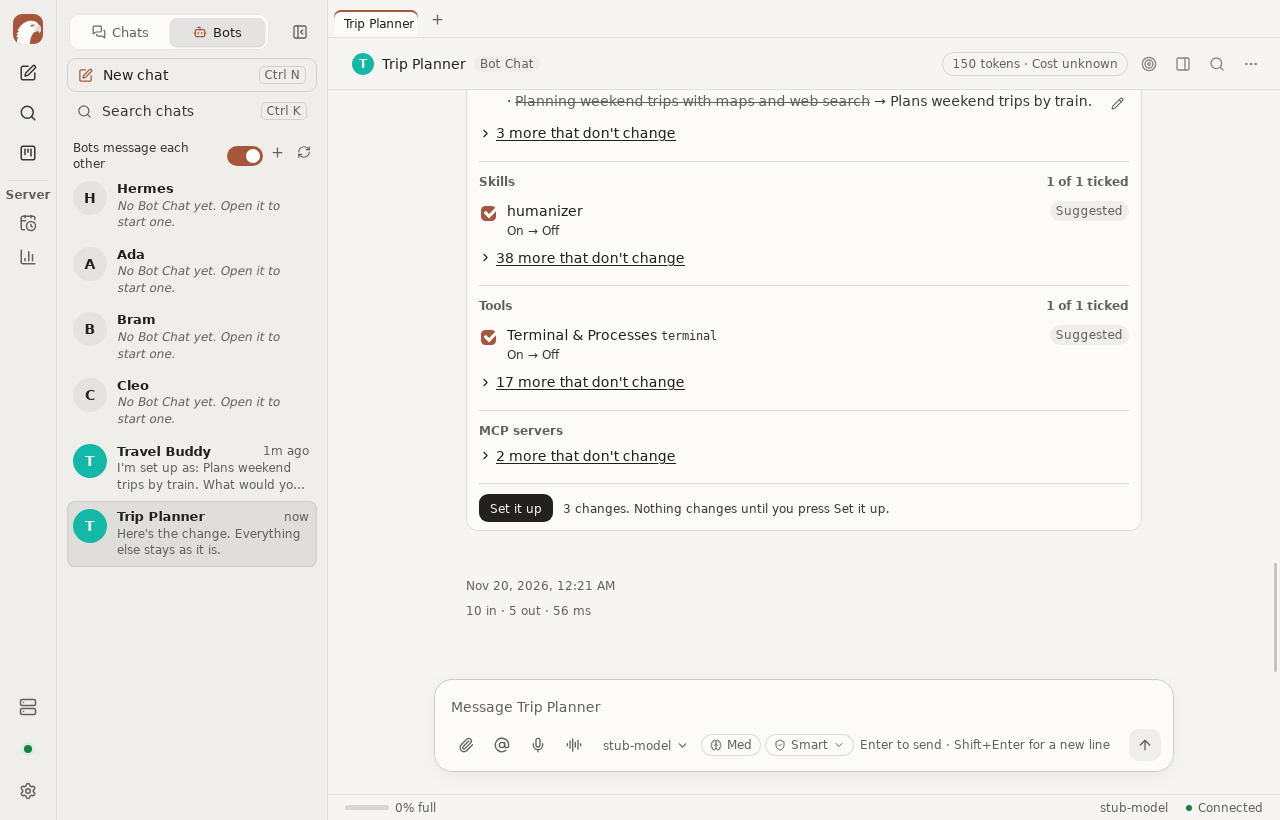 Chats
Bots
New chat
Ctrl N
Search chats
Ctrl K
Bots message each other
Server
H
Hermes
No Bot Chat yet. Open it to start one.
A
Ada
No Bot Chat yet. Open it to start one.
B
Bram
No Bot Chat yet. Open it to start one.
C
Cleo
No Bot Chat yet. Open it to start one.
T
Travel Buddy
1m ago
I'm set up as: Plans weekend trips by train. What would yo…
T
Trip Planner
now
Here's the change. Everything else stays as it is.
Trip Planner
T
Trip Planner
Bot Chat
150 tokens · Cost unknown
· Planning weekend trips with maps and web search → Plans weekend trips by train.
3 more that don't change
Skills
1 of 1 ticked
humanizer
Suggested
On → Off
38 more that don't change
Tools
1 of 1 ticked
Terminal & Processes terminal
Suggested
On → Off
17 more that don't change
MCP servers
2 more that don't change
Set it up
3 changes. Nothing changes until you press Set it up.
Nov 20, 2026, 12:21 AM
10 in · 5 out · 56 ms
Message Trip Planner
stub-model
Med
Smart
Enter to send · Shift+Enter for a new line
0% full
stub-model
Connected